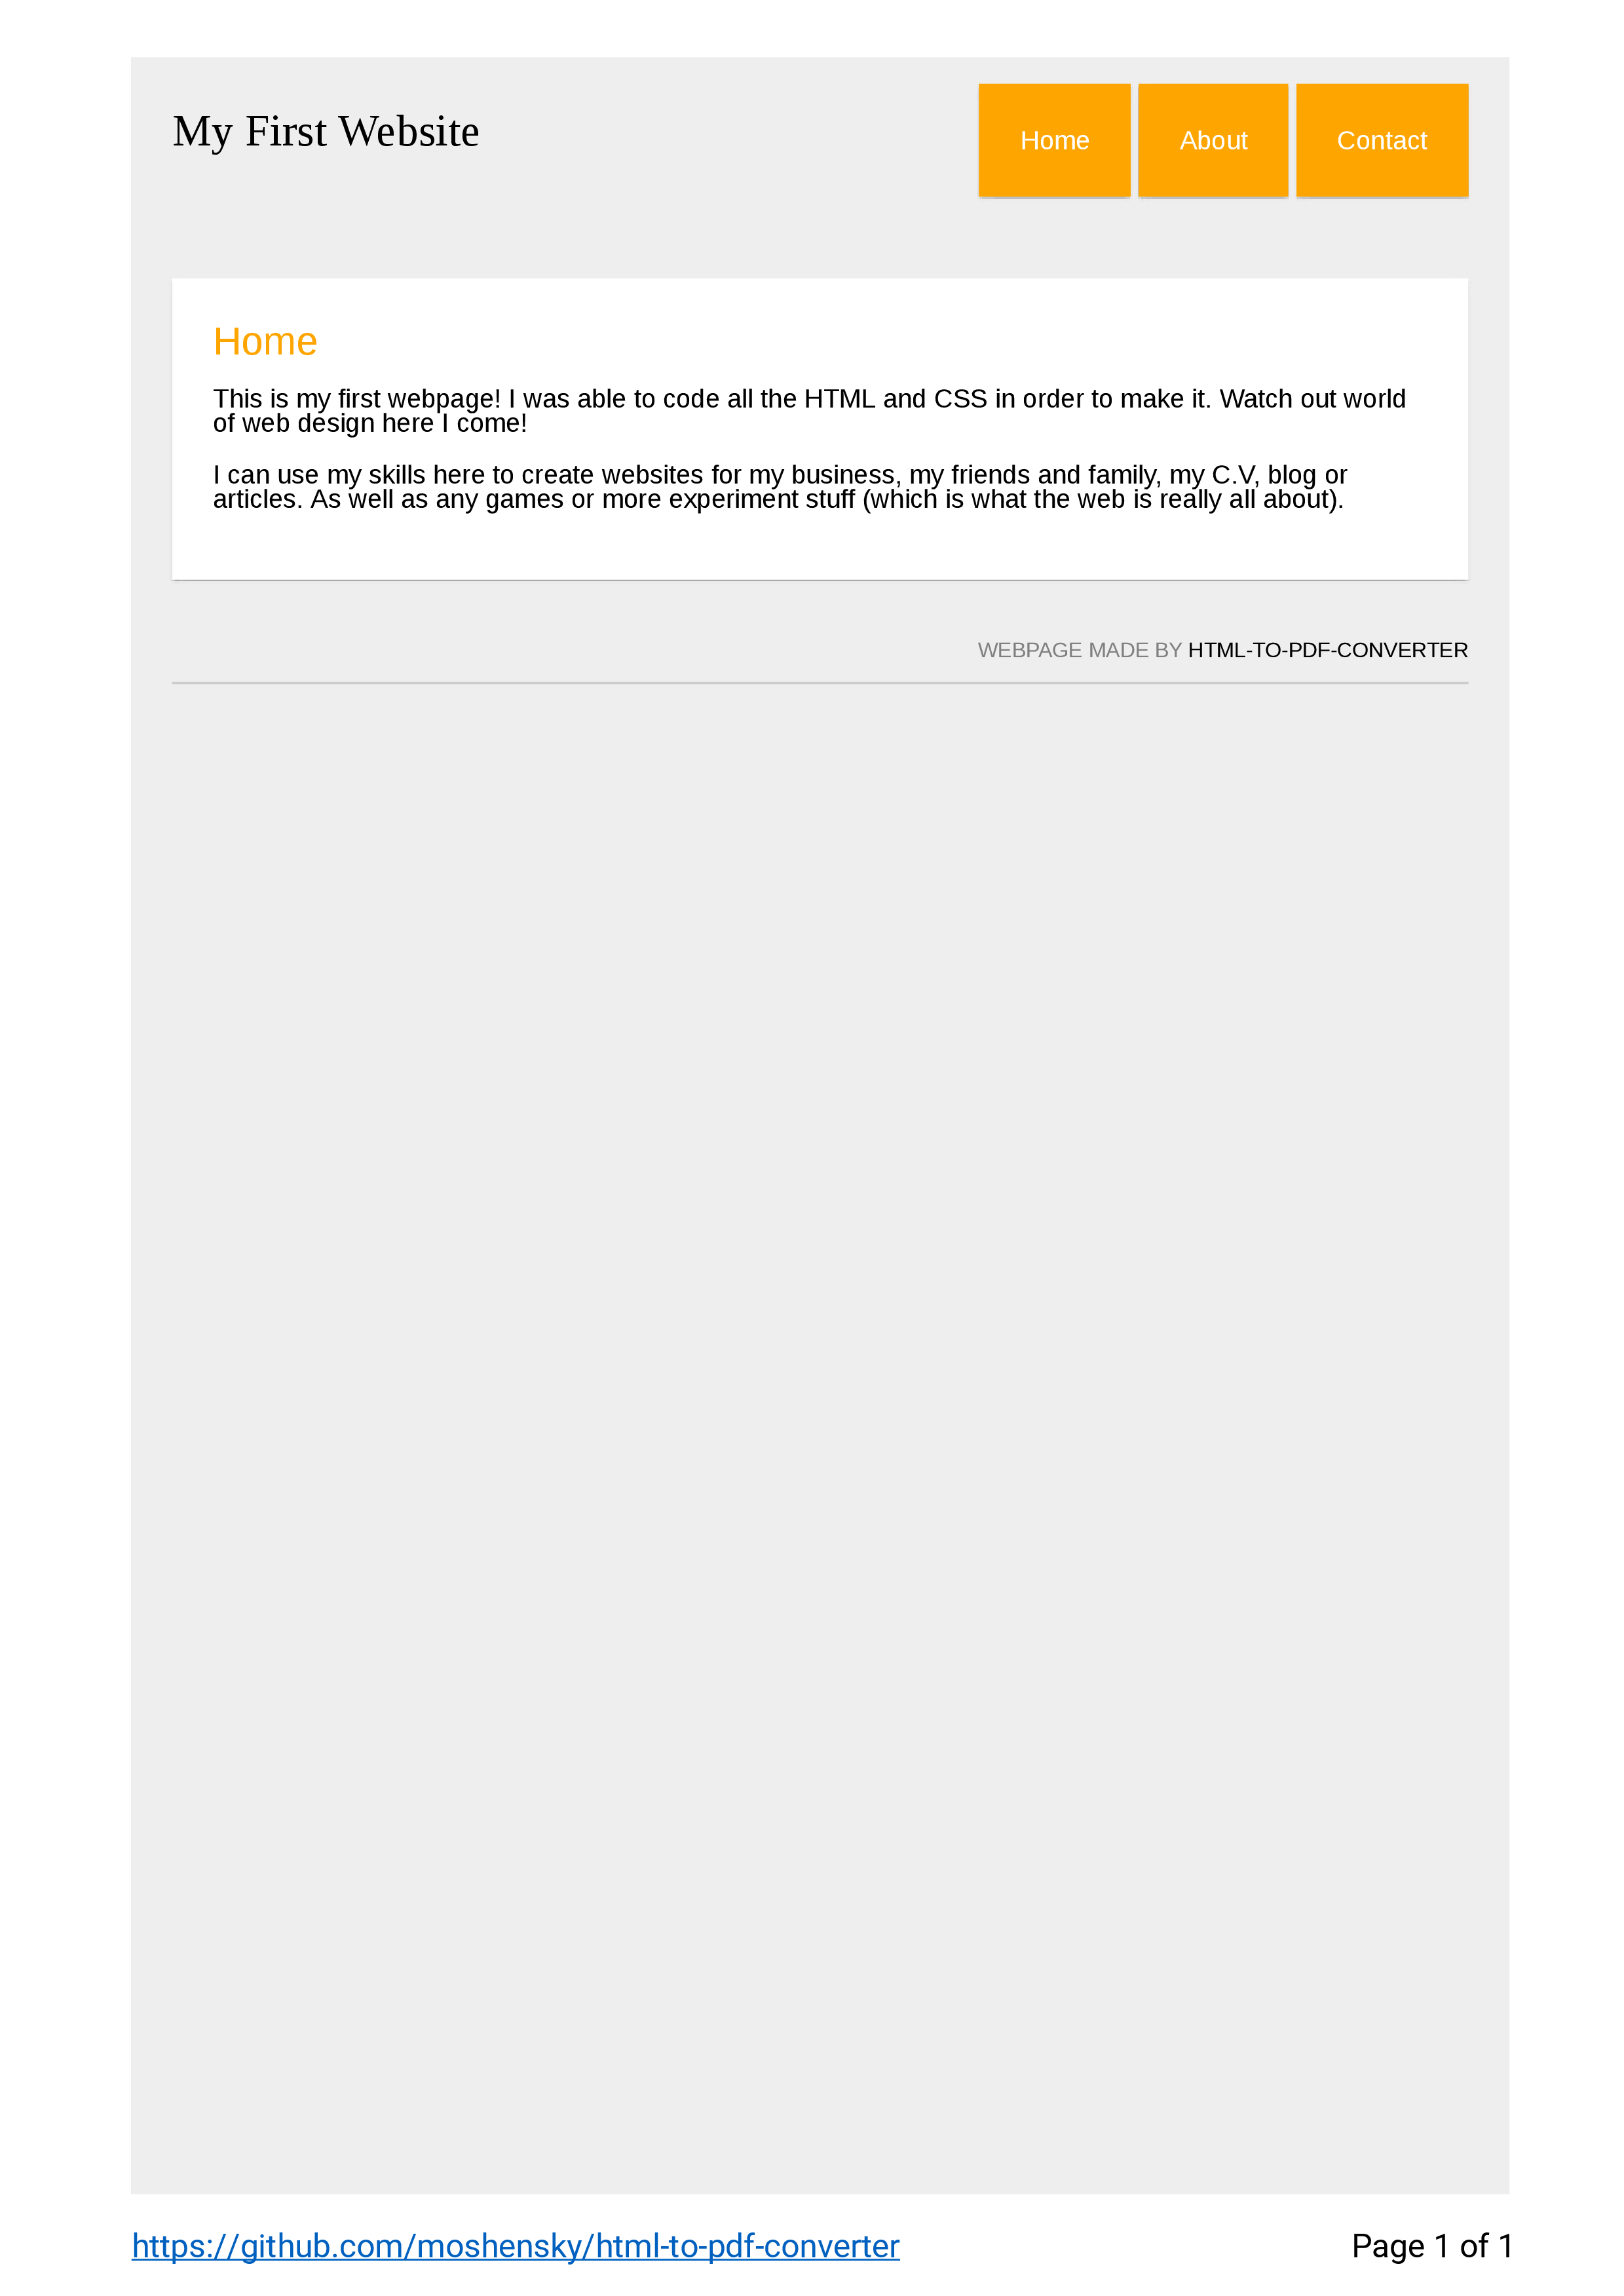 My First Website
Home
About
Contact
Home
This is my first webpage! I was able to code all the HTML and CSS in order to make it. Watch out world
of web design here I come!
I can use my skills here to create websites for my business, my friends and family, my C.V, blog or
articles. As well as any games or more experiment stuff (which is what the web is really all about).
WEBPAGE MADE BY HTML-TO-PDF-CONVERTER
https://github.com/moshensky/html-to-pdf-converter
Page 1 of 1